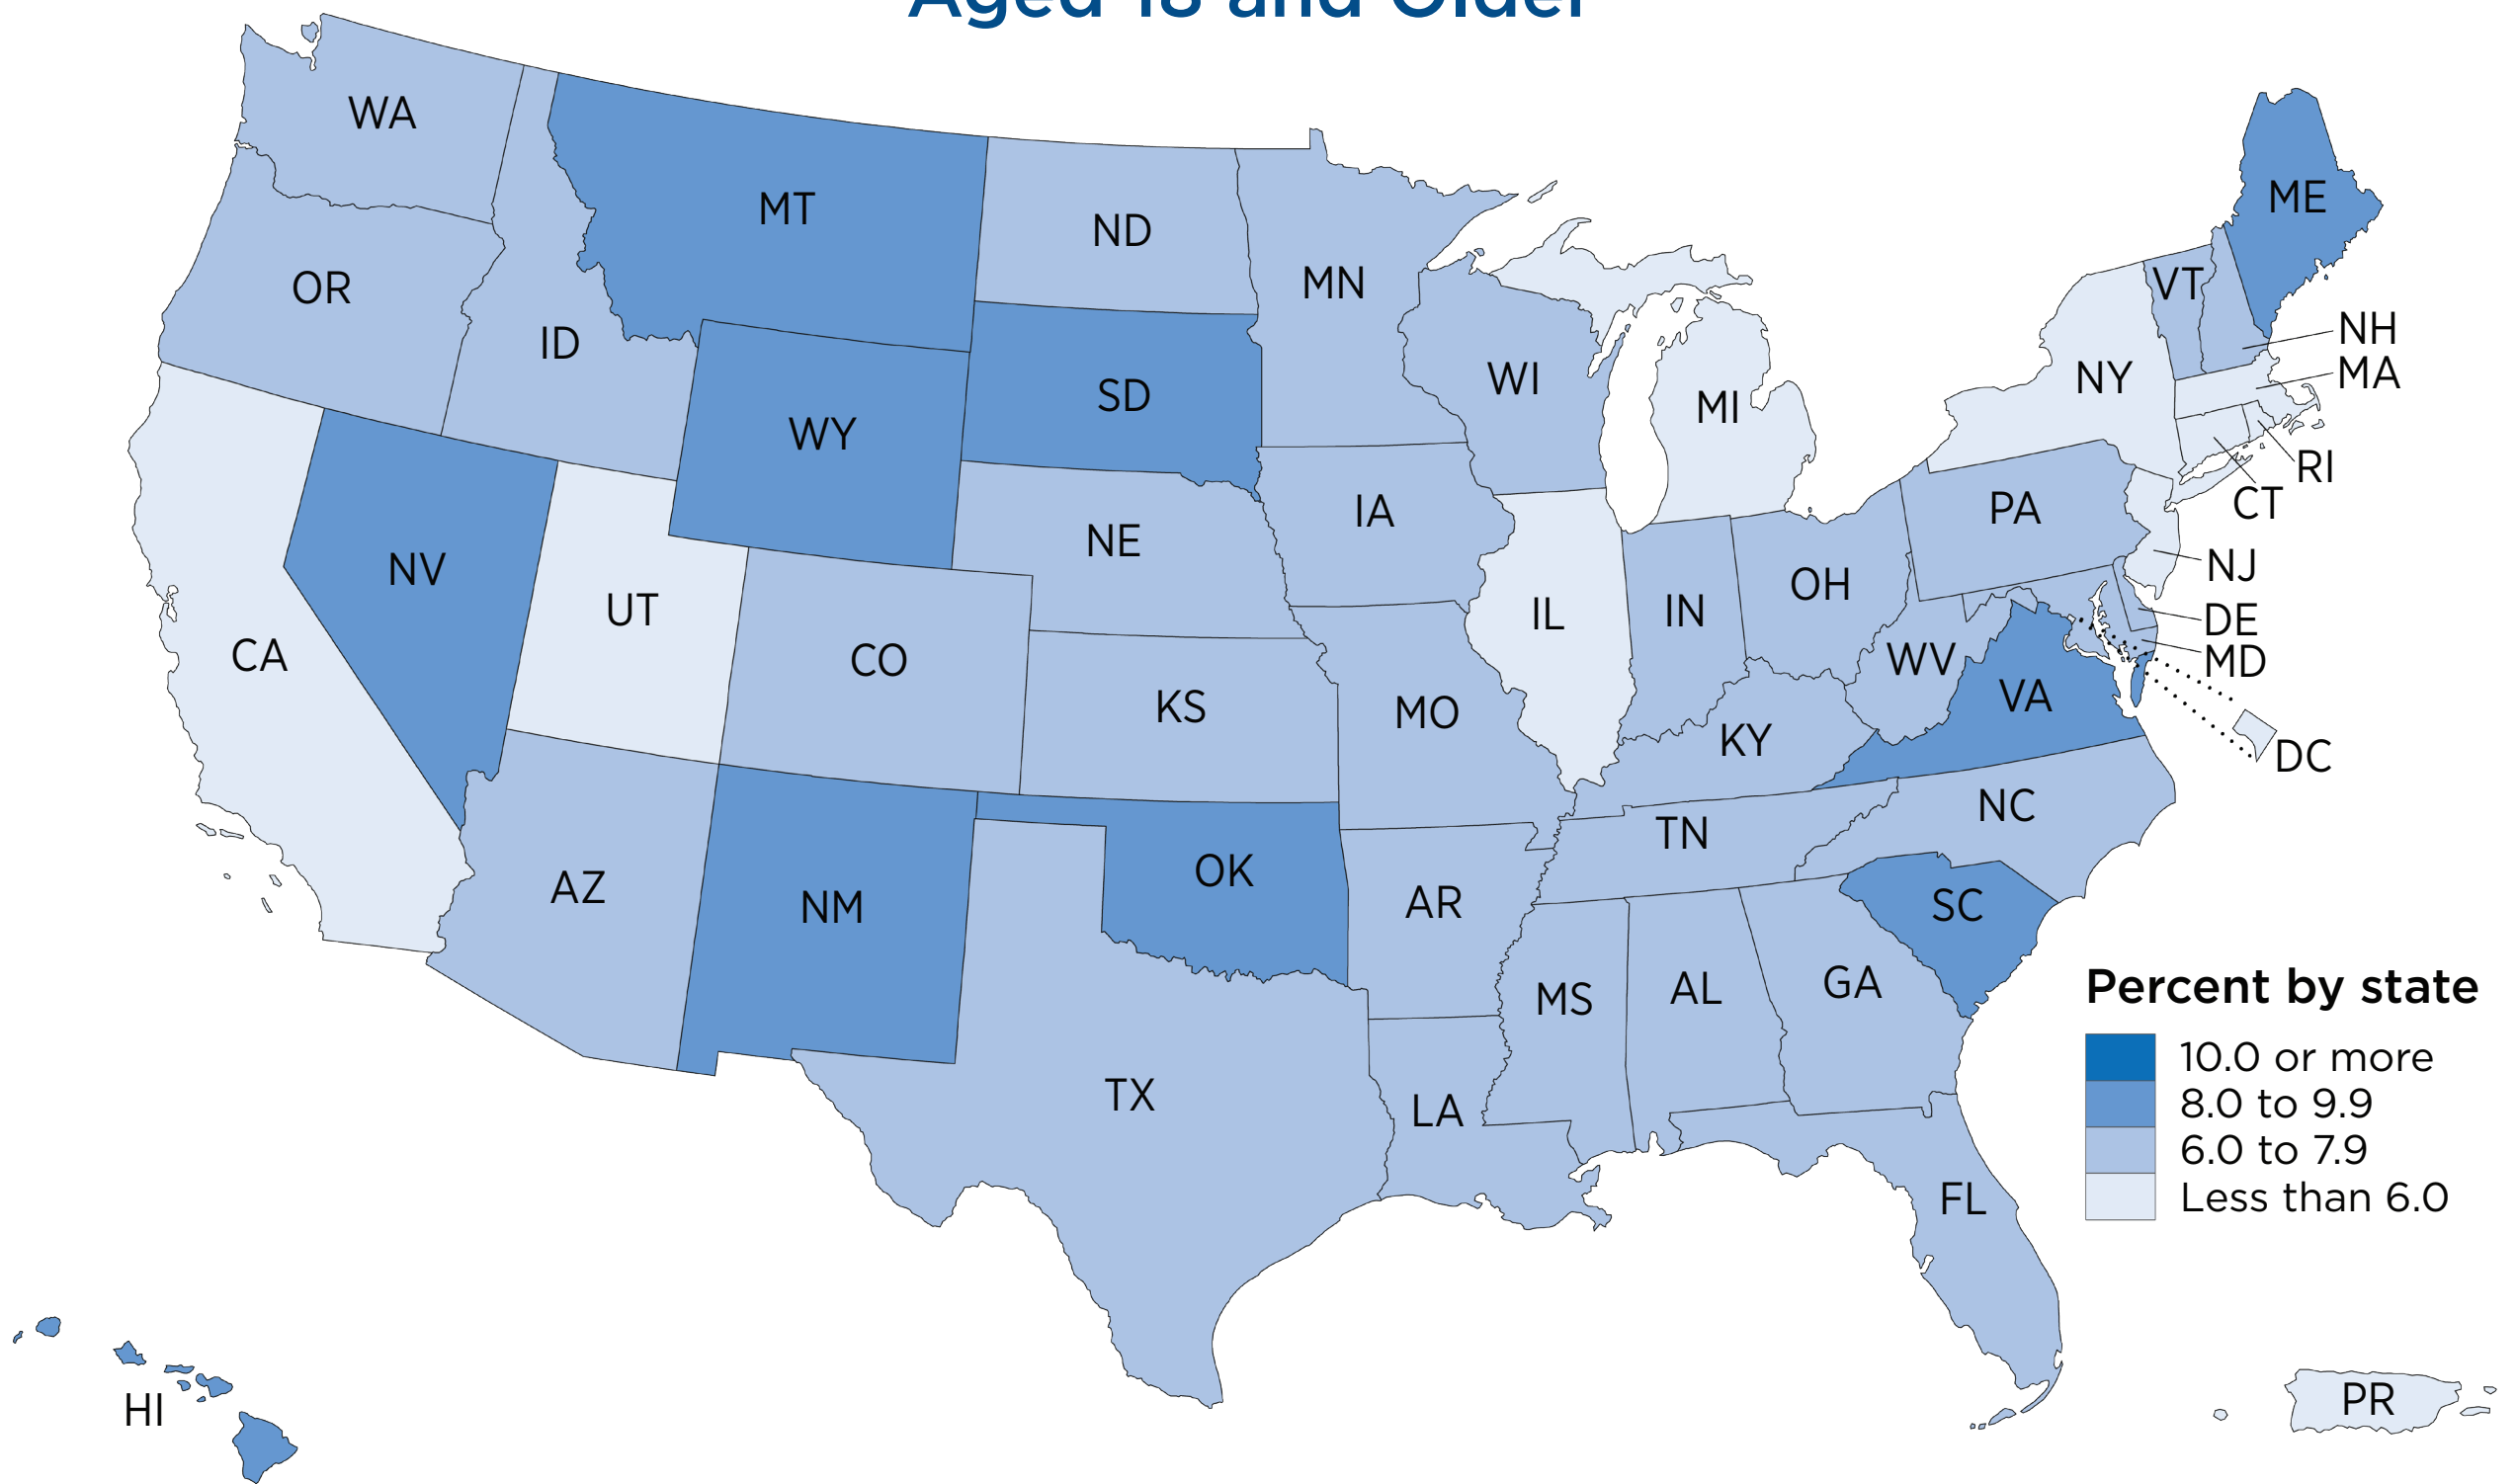 Aged 18 and Older
WA
MT
ME
ND
OR
MN
VT
ID
NH
MA
WI
NY
SD
MI
WY
RI
CT
PA
IA
NE
NV
NJ
OH
UT
IL
IN
DE
MD
CA
CO
WV
VA
KS
MO
KY
DC
NC
TN
OK
AZ
NM
AR
SC
GA
AL
MS
Percent by state
10.0 or more
8.0 to 9.9
6.0 to 7.9
Less than 6.0
TX
LA
FL
HI
PR